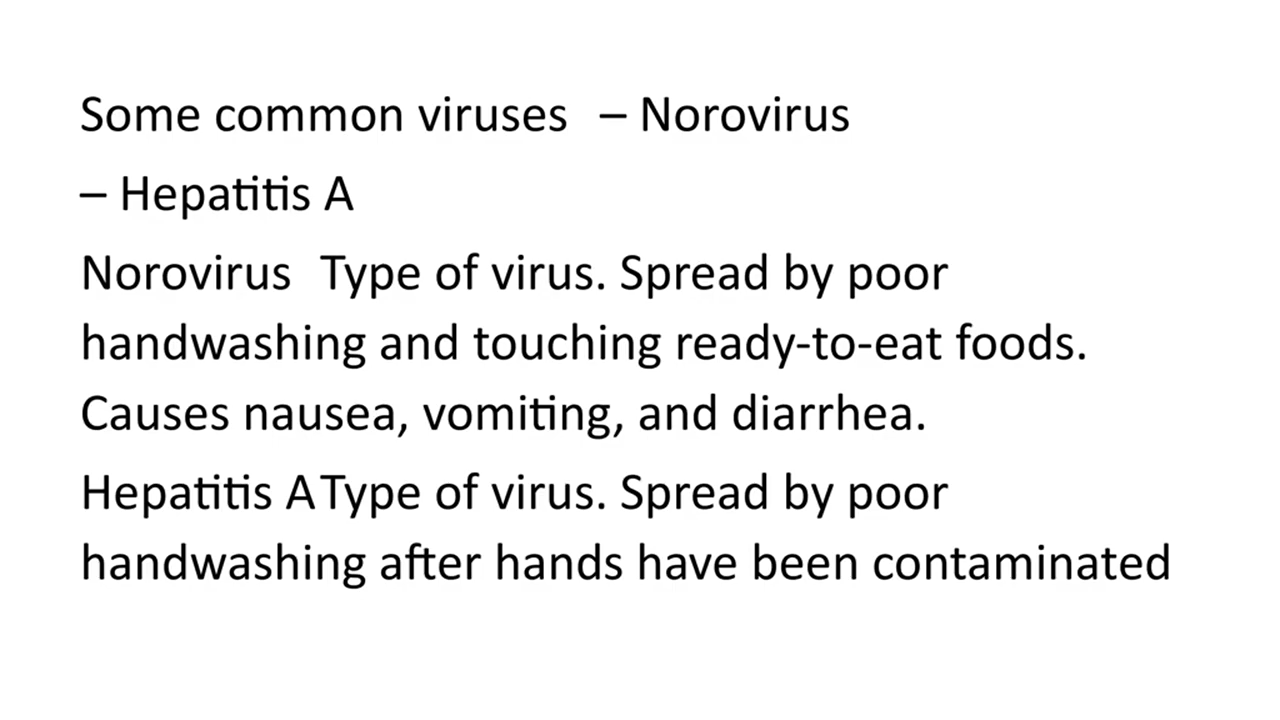 Some common viruses – Norovirus
– Hepatitis A
Norovirus Type of virus. Spread by poor
handwashing and touching ready-to-eat foods.
Causes nausea, vomiting, and diarrhea.
Hepatitis A Type of virus. Spread by poor
handwashing after hands have been contaminated